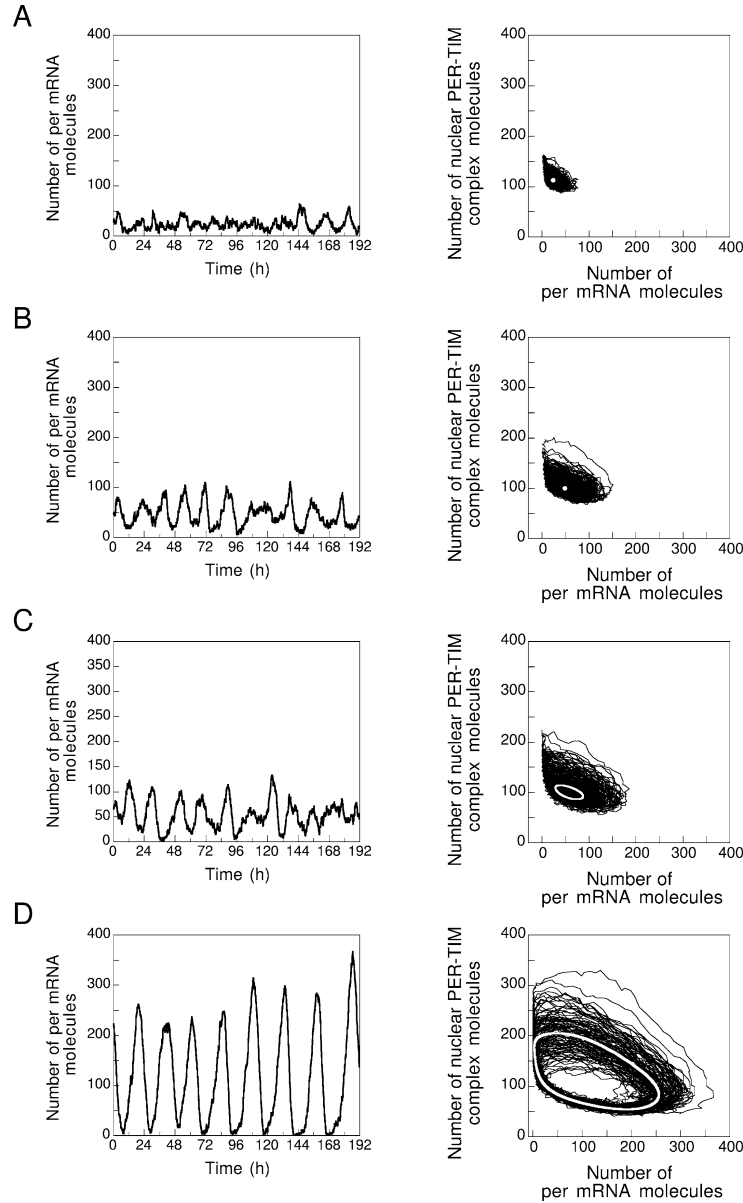 A
Number of per mRNA
molecules
400
300
200
100
0
0 24 48 72 96 120 144 168 192
Time (h)
Number of nuclear PER-TIM
complex molecules
400
300
200
100
0
0 100 200 300 400
Number of
per mRNA molecules
B
Number of per mRNA
molecules
400
300
200
100
0
0 24 48 72 96 120 144 168 192
Time (h)
Number of nuclear PER-TIM
complex molecules
400
300
200
100
0
0 100 200 300 400
Number of
per mRNA molecules
C
Number of per mRNA
molecules
400
350
300
250
200
150
100
50
0
0 24 48 72 96 120 144 168 192
Time (h)
Number of nuclear PER-TIM
complex molecules
400
300
200
100
0
0 100 200 300 400
Number of
per mRNA molecules
D
Number of per mRNA
molecules
400
300
200
100
0
0 24 48 72 96 120 144 168 192
Time (h)
Number of nuclear PER-TIM
complex molecules
400
300
200
100
0
0 100 200 300 400
Number of
per mRNA molecules